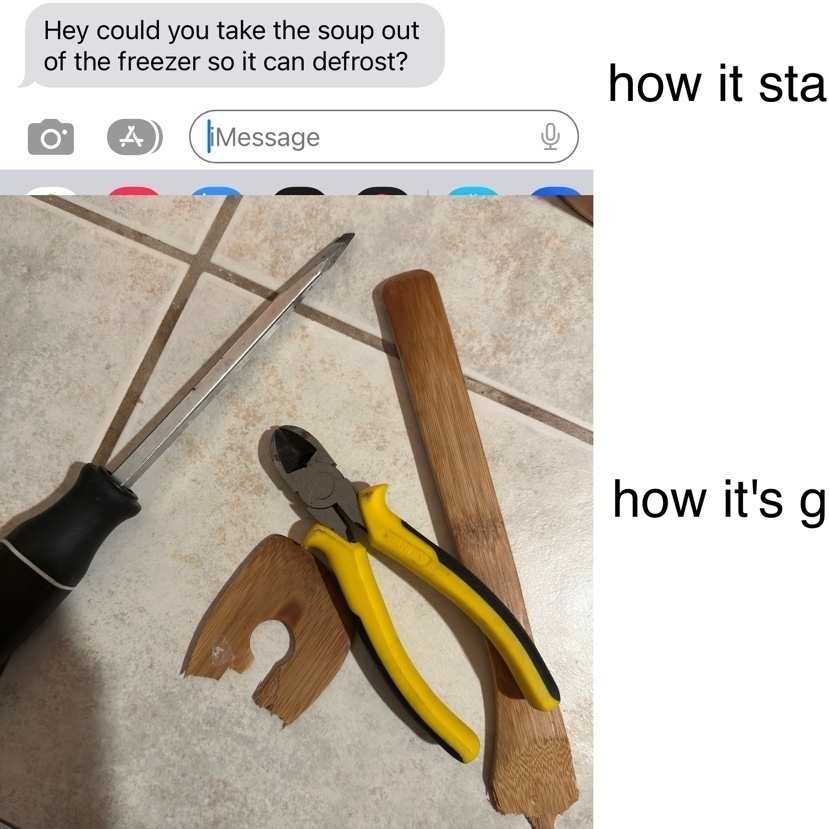 Hey could you take the soup out
of the freezer so it can defrost?
how it sta
iMessage
how it's g